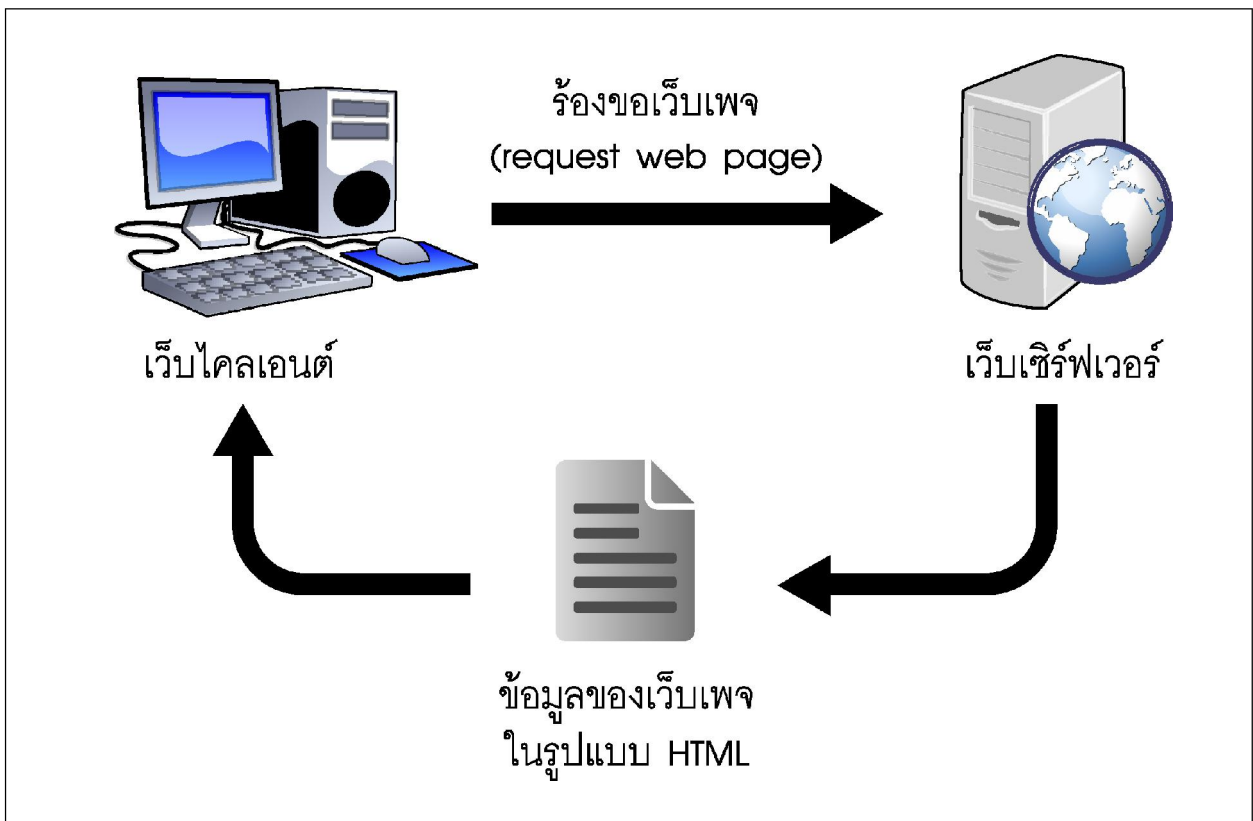 ร้องขอเว็บเพจ
(request web page)
เว็บไคลเอนต์
เว็บเซิร์ฟเวอร์
ข้อมูลของเว็บเพจ
ในรูปแบบ HTML